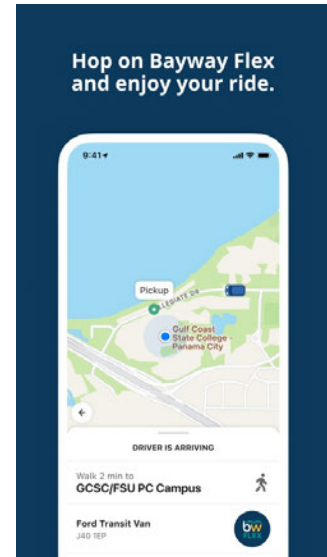 Hop on Bayway Flex
and enjoy your ride.
9:41
Pickup
LLEGIATE DR
Gulf Coast
State College -
Panama City
DRIVER IS ARRIVING
Walk 2 min to
GCSC/FSU PC Campus
Ford Transit Van
J40 1EP
bw
FLEX